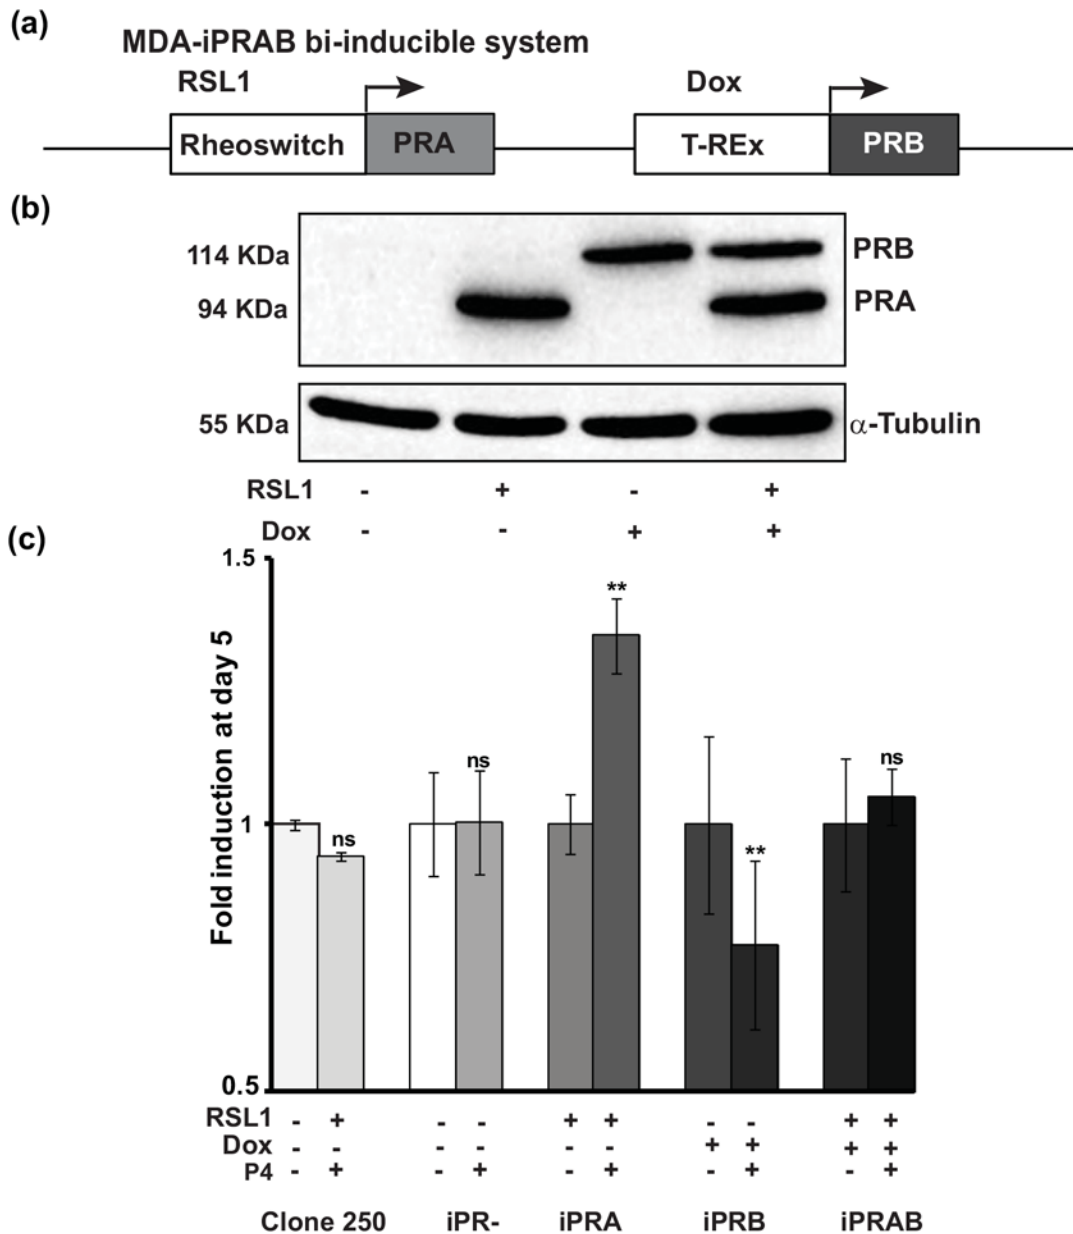 (a)
MDA-iPRAB bi-inducible system
RSL1 Dox
Rheoswitch PRA T-REx PRB
(b)
114 KDa PRB
94 KDa PRA
55 KDa α-Tubulin
RSL1 - + - +
Dox - - + +
(c)
Fold induction at day 5
1.5
1
0.5
ns
ns
**
**
ns
RSL1 - + - - + + - - + +
Dox - - - - - - + + + +
P4 - + - + - + - + - +
Clone 250 iPR- iPRA iPRB iPRAB